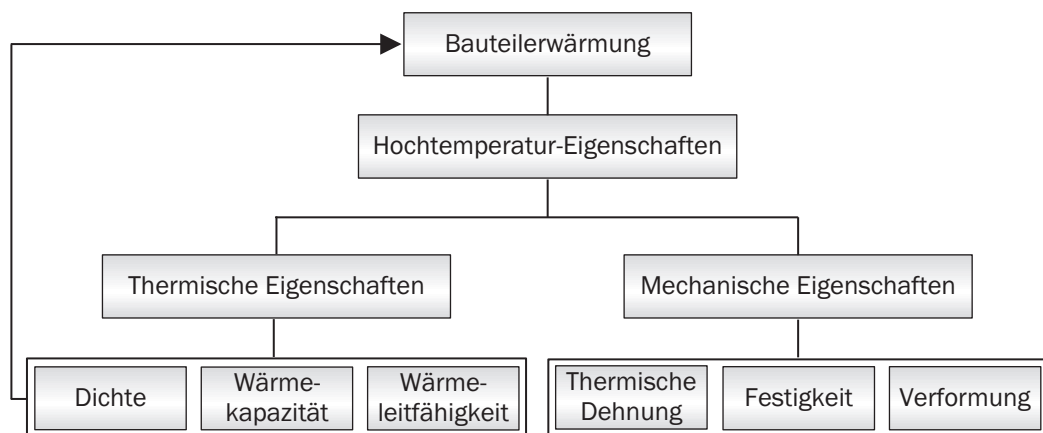 Bauteilerwärmung
Hochtemperatur-Eigenschaften
Thermische Eigenschaften
Mechanische Eigenschaften
Dichte
Wärme-
kapazität
Wärme-
leitfähigkeit
Thermische
Dehnung
Festigkeit
Verformung